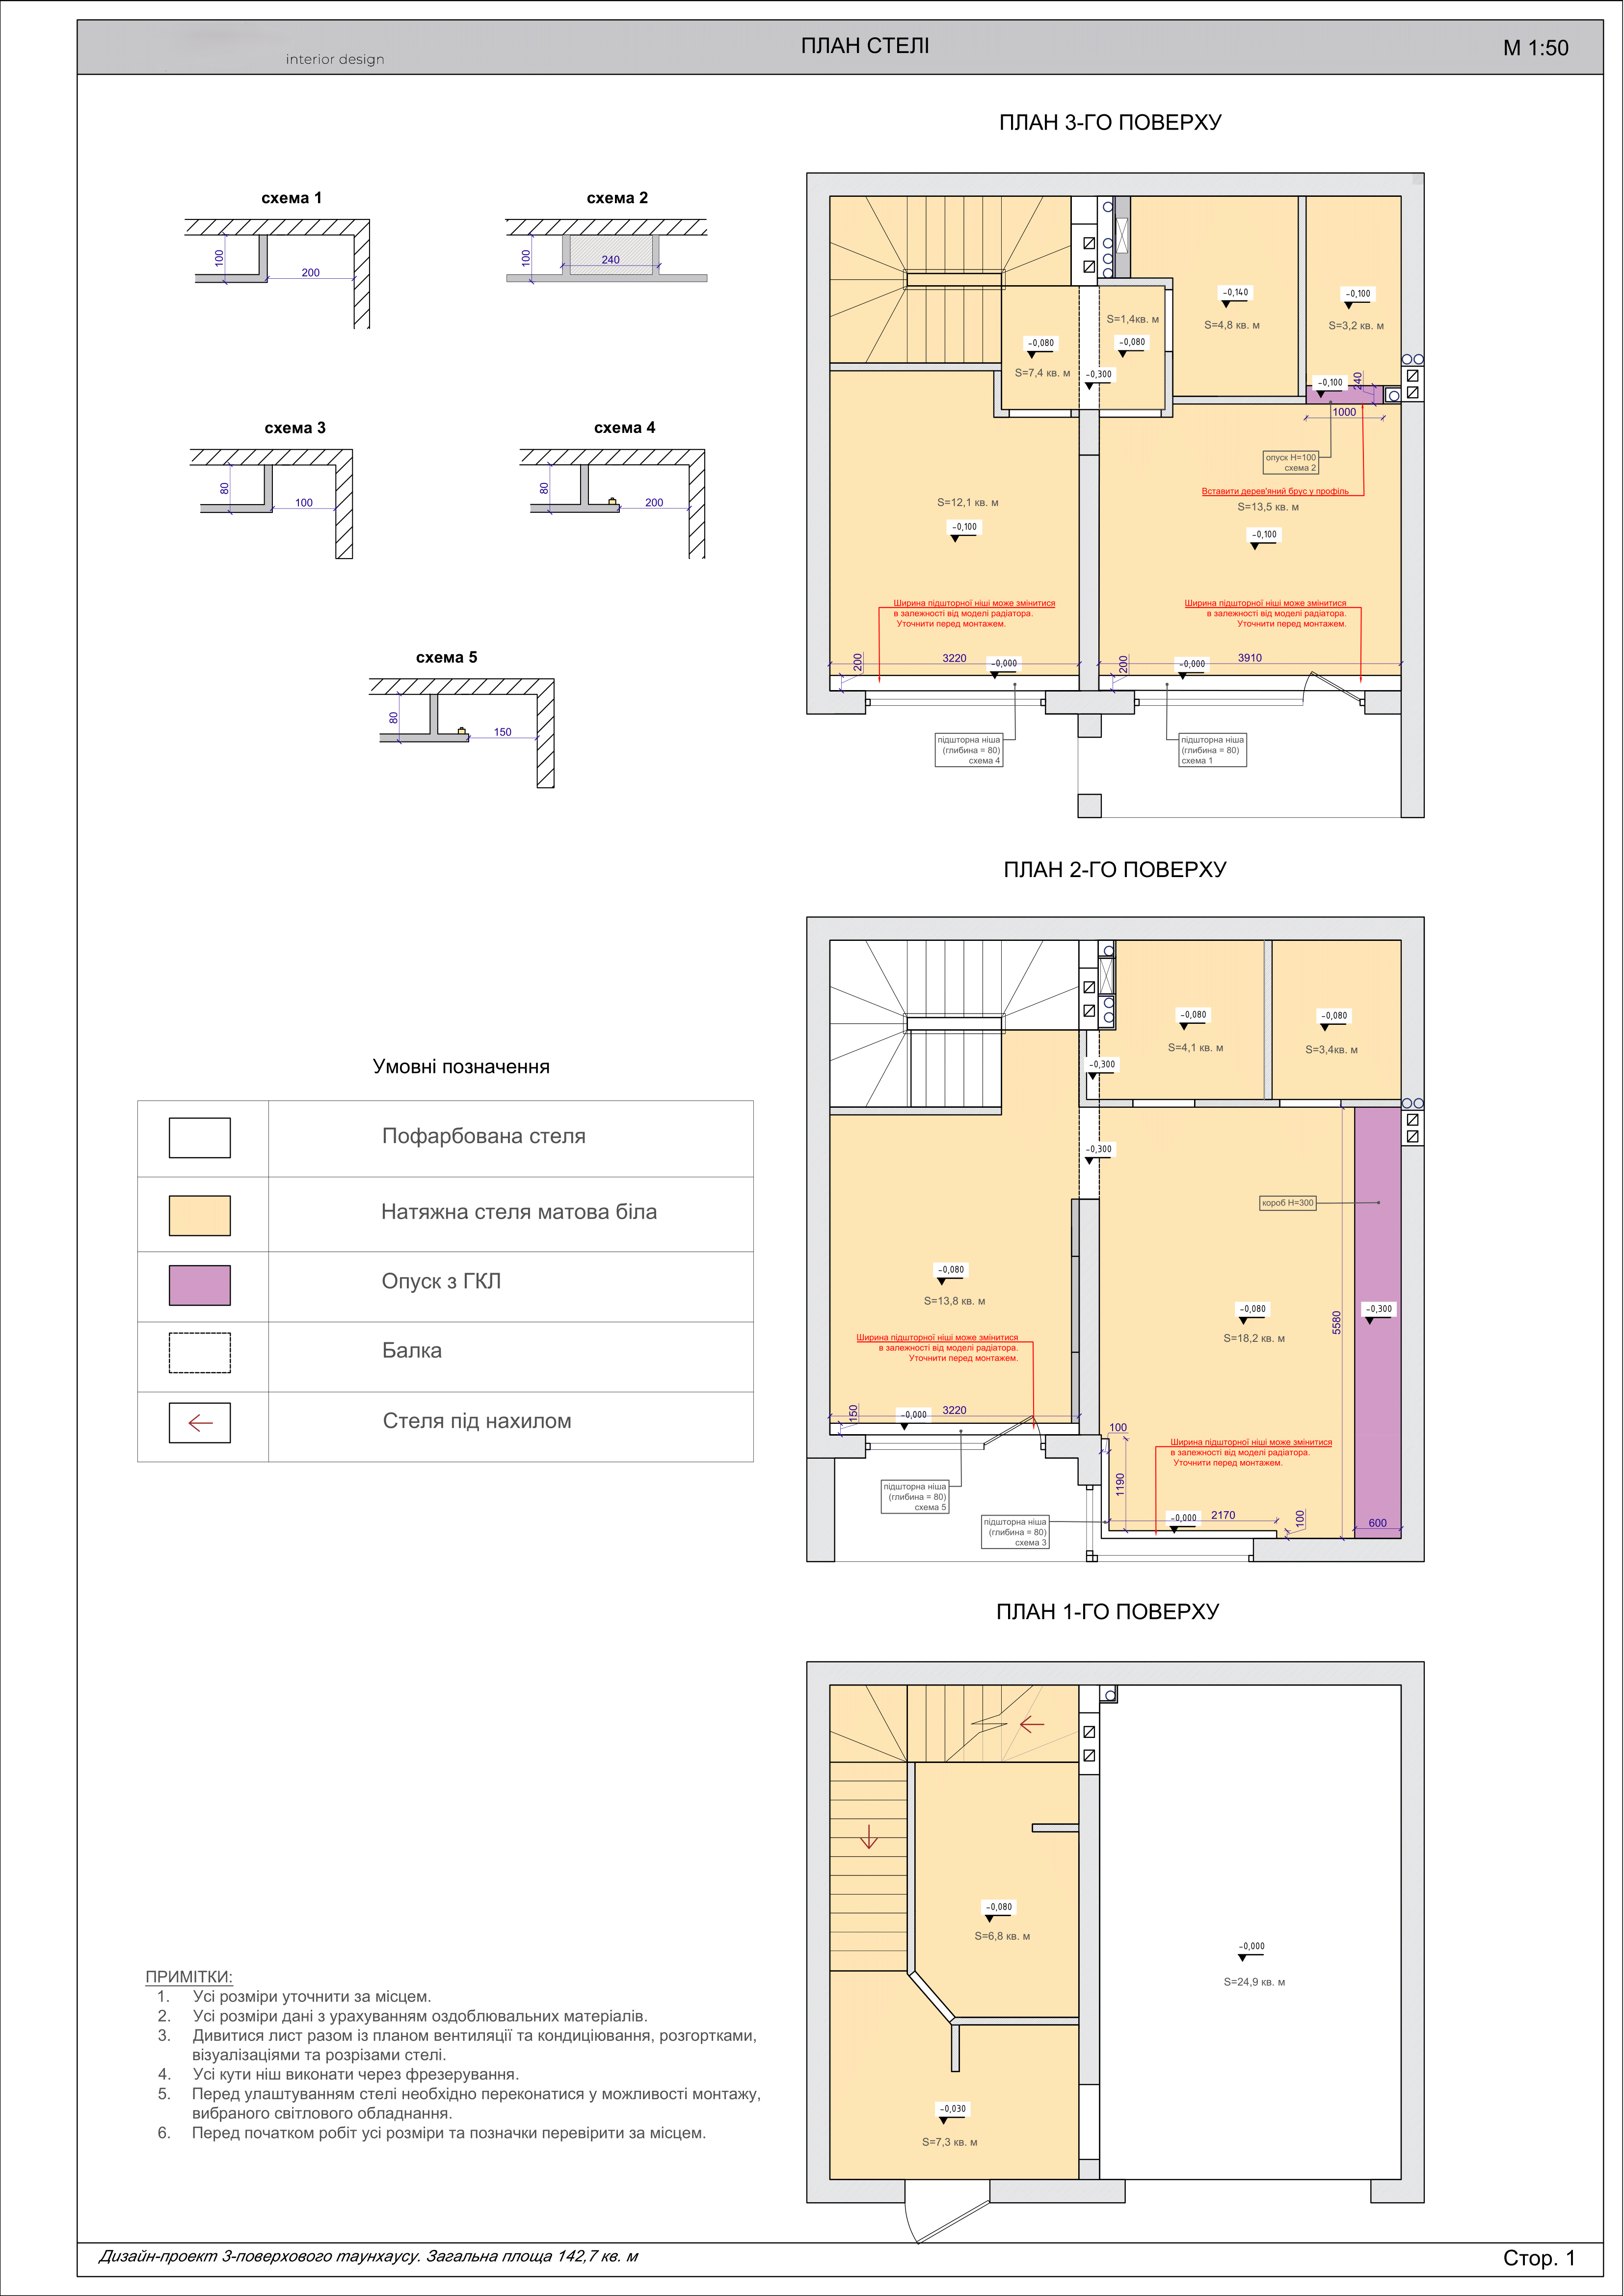 interior design
ПЛАН СТЕЛІ
М 1:50
ПЛАН 3-ГО ПОВЕРХУ
схема 1
100
200
схема 2
100
240
схема 3
80
100
схема 4
80
200
схема 5
80
150
-0,140
S=4,8 кв. м
-0,100
S=3,2 кв. м
S=1,4кв. м
-0,080
-0,080
S=7,4 кв. м
-0,300
-0,100
240
1000
опуск H=100
схема 2
Вставити дерев'яний брус у профіль
S=12,1 кв. м
-0,100
S=13,5 кв. м
-0,100
Ширина підшторної ніші може змінитися
в залежності від моделі радіатора.
Уточнити перед монтажем.
Ширина підшторної ніші може змінитися
в залежності від моделі радіатора.
Уточнити перед монтажем.
200
3220
-0,000
200
-0,000
3910
підшторна ніша
(глибина = 80)
схема 4
підшторна ніша
(глибина = 80)
схема 1
ПЛАН 2-ГО ПОВЕРХУ
-0,080
S=4,1 кв. м
-0,080
S=3,4кв. м
-0,300
-0,300
короб H=300
-0,080
S=13,8 кв. м
-0,080
S=18,2 кв. м
5580
-0,300
Ширина підшторної ніші може змінитися
в залежності від моделі радіатора.
Уточнити перед монтажем.
150
-0,000
3220
100
1190
Ширина підшторної ніші може змінитися
в залежності від моделі радіатора.
Уточнити перед монтажем.
підшторна ніша
(глибина = 80)
схема 5
підшторна ніша
(глибина = 80)
схема 3
-0,000
2170
100
600
Умовні позначення
Пофарбована стеля
Натяжна стеля матова біла
Опуск з ГКЛ
Балка
Стеля під нахилом
ПЛАН 1-ГО ПОВЕРХУ
-0,080
S=6,8 кв. м
-0,000
S=24,9 кв. м
-0,030
S=7,3 кв. м
ПРИМІТКИ:
1. Усі розміри уточнити за місцем.
2. Усі розміри дані з урахуванням оздоблювальних матеріалів.
3. Дивитися лист разом із планом вентиляції та кондиціювання, розгортками,
візуалізаціями та розрізами стелі.
4. Усі кути ніш виконати через фрезерування.
5. Перед улаштуванням стелі необхідно переконатися у можливості монтажу,
вибраного світлового обладнання.
6. Перед початком робіт усі розміри та позначки перевірити за місцем.
Дизайн-проект 3-поверхового таунхаусу. Загальна площа 142,7 кв. м
Стор. 1